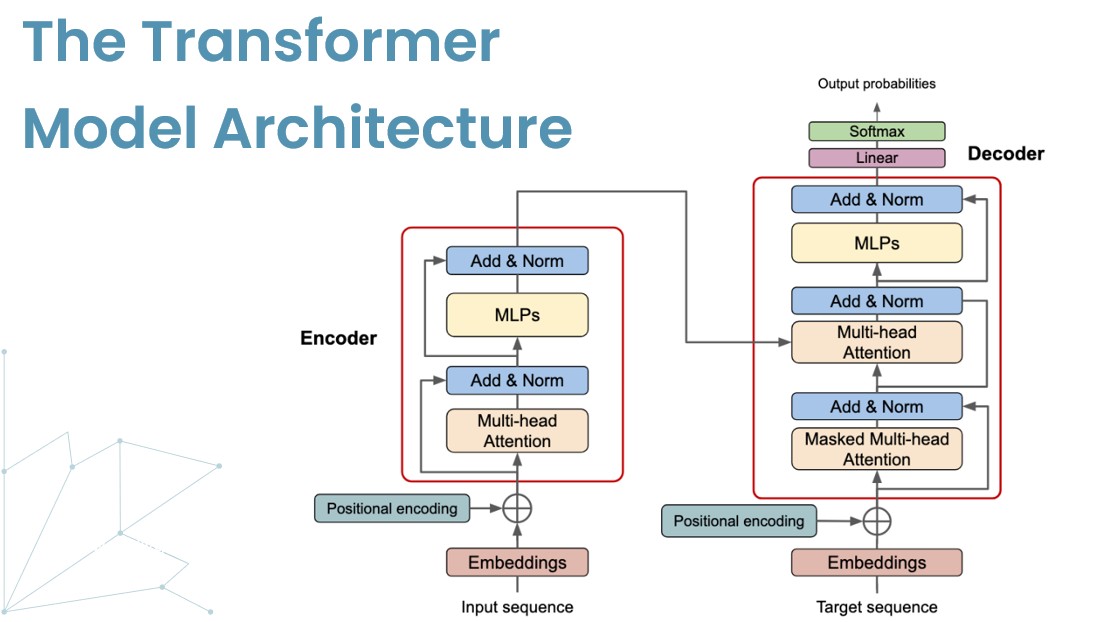 The Transformer
Model Architecture
Output probabilities
Softmax
Linear
Decoder
Add & Norm
MLPs
Add & Norm
Multi-head
Attention
Add & Norm
Masked Multi-head
Attention
Positional encoding
Embeddings
Target sequence
Encoder
Add & Norm
MLPs
Add & Norm
Multi-head
Attention
Positional encoding
Embeddings
Input sequence